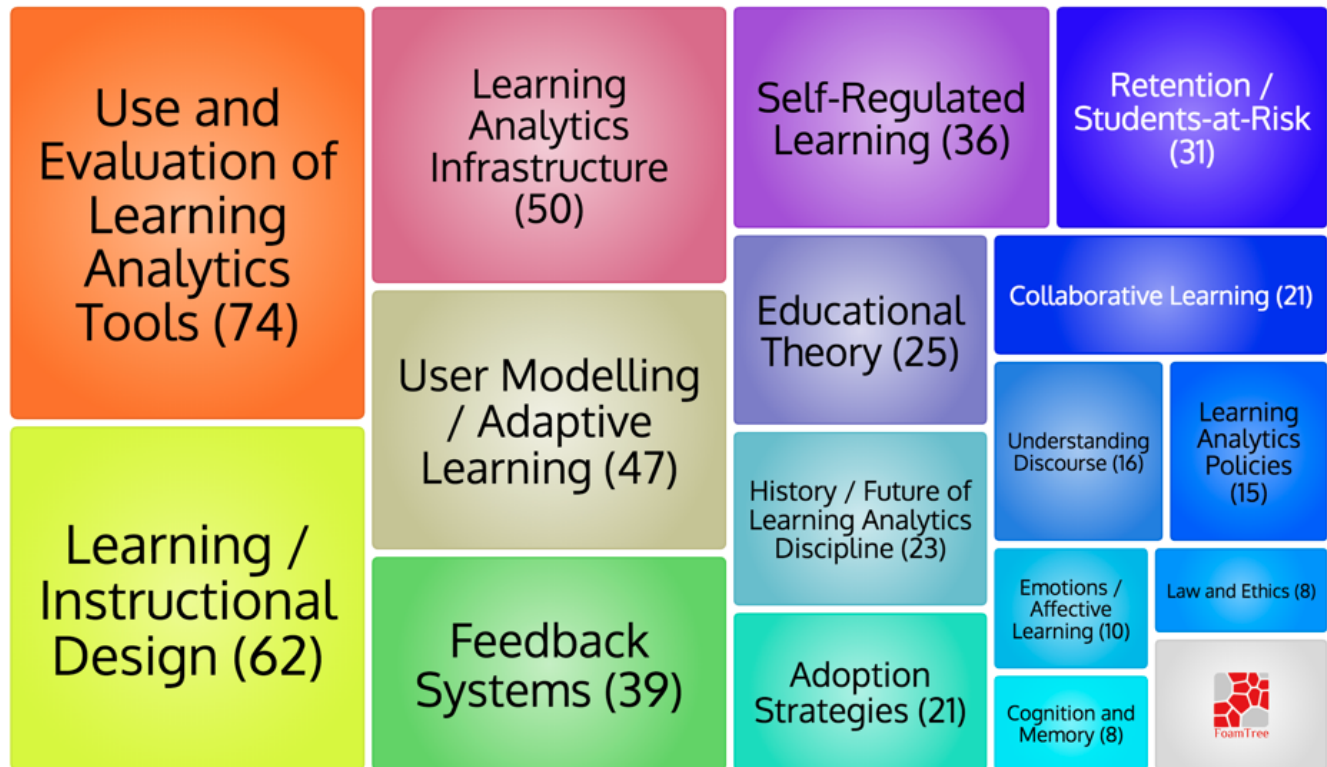 Use and
Evaluation of
Learning
Analytics
Tools (74)
Learning /
Instructional
Design (62)
Learning
Analytics
Infrastructure
(50)
User Modelling
/ Adaptive
Learning (47)
Feedback
Systems (39)
Self-Regulated
Learning (36)
Retention /
Students-at-Risk
(31)
Educational
Theory (25)
Collaborative Learning (21)
History / Future of
Learning Analytics
Discipline (23)
Understanding
Discourse (16)
Learning
Analytics
Policies
(15)
Adoption
Strategies (21)
Emotions /
Affective
Learning (10)
Law and Ethics (8)
Cognition and
Memory (8)
FoamTree